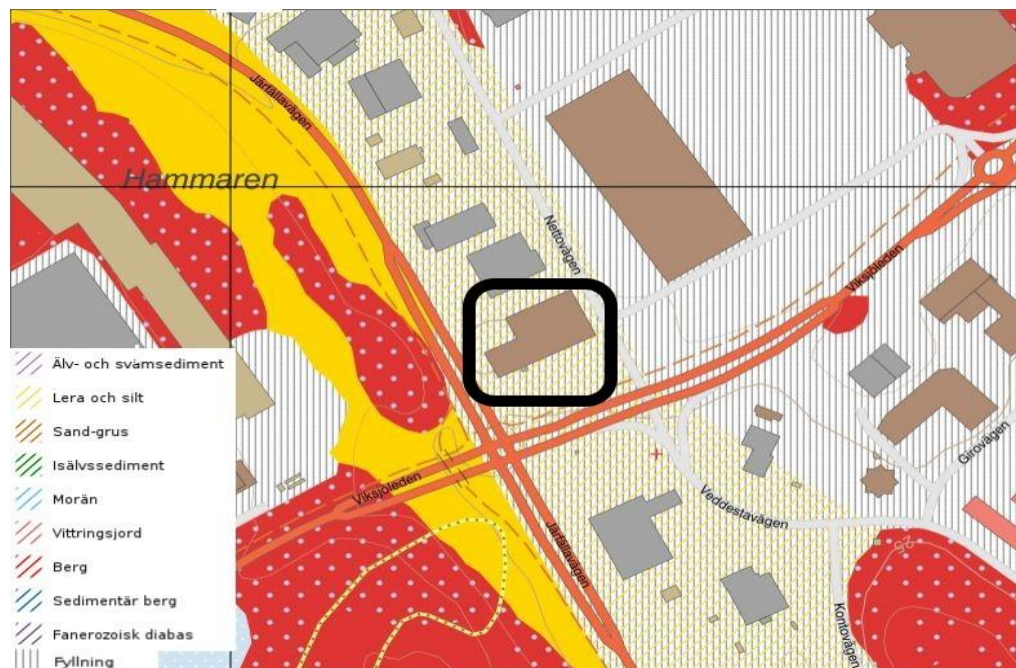 Järfällavägen
Hammaren
Nettovägen
Viksjöleden
Älv- och svämsediment
Lera och silt
Sand-grus
Isälvssediment
Morän
Vittringsjord
Berg
Sedimentär berg
Fanerozoisk diabas
Fyllning
Viksjöleden
Girovägen
Veddestavägen
Järfällavägen
25
Kontovägen